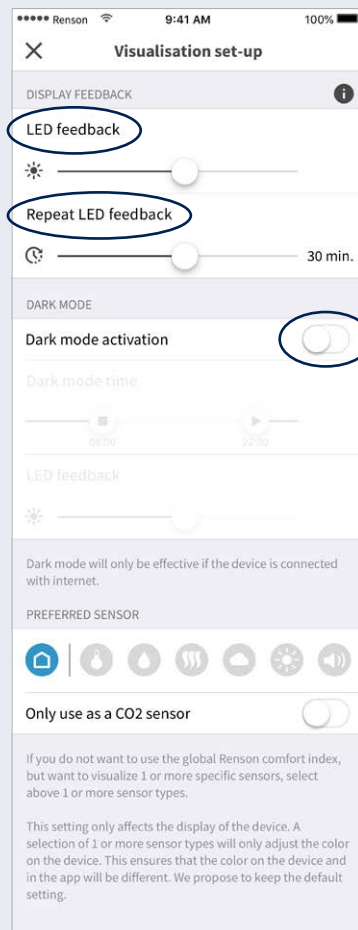 Renson 9:41 AM 100%
Visualisation set-up
DISPLAY FEEDBACK
LED feedback
Repeat LED feedback
30 min.
DARK MODE
Dark mode activation
Dark mode time
06:00 22:00
LED feedback
Dark mode will only be effective if the device is connected
with internet.
PREFERRED SENSOR
Only use as a CO2 sensor
If you do not want to use the global Renson comfort index,
but want to visualize 1 or more specific sensors, select
above 1 or more sensor types.
This setting only affects the display of the device. A
selection of 1 or more sensor types will only adjust the color
on the device. This ensures that the color on the device and
in the app will be different. We propose to keep the default
setting.